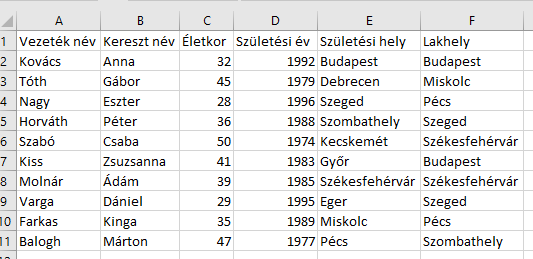 A B C D E F
1 Vezeték név Kereszt név Életkor Születési év Születési hely Lakhely
2 Kovács Anna 32 1992 Budapest Budapest
3 Tóth Gábor 45 1979 Debrecen Miskolc
4 Nagy Eszter 28 1996 Szeged Pécs
5 Horváth Péter 36 1988 Szombathely Szeged
6 Szabó Csaba 50 1974 Kecskemét Székesfehérvár
7 Kiss Zsuzsanna 41 1983 Győr Budapest
8 Molnár Ádám 39 1985 Székesfehérvár Székesfehérvár
9 Varga Dániel 29 1995 Eger Szeged
10 Farkas Kinga 35 1989 Miskolc Pécs
11 Balogh Márton 47 1977 Pécs Szombathely